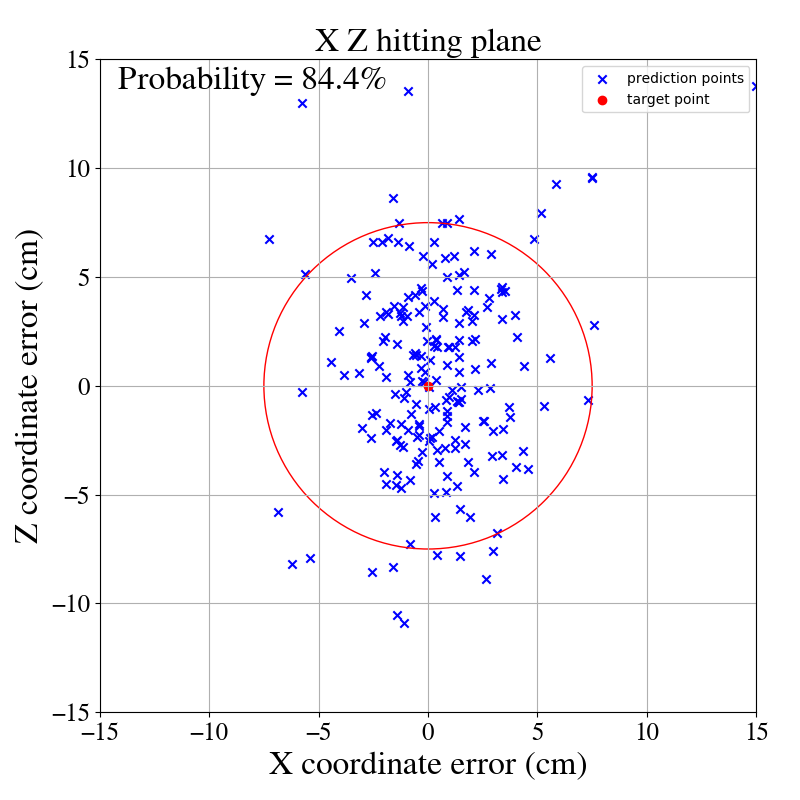 X Z hitting plane
Probability = 84.4%
prediction points
target point
15
10
5
0
−5
−10
−15
Z coordinate error (cm)
−15
−10
−5
0
5
10
15
X coordinate error (cm)